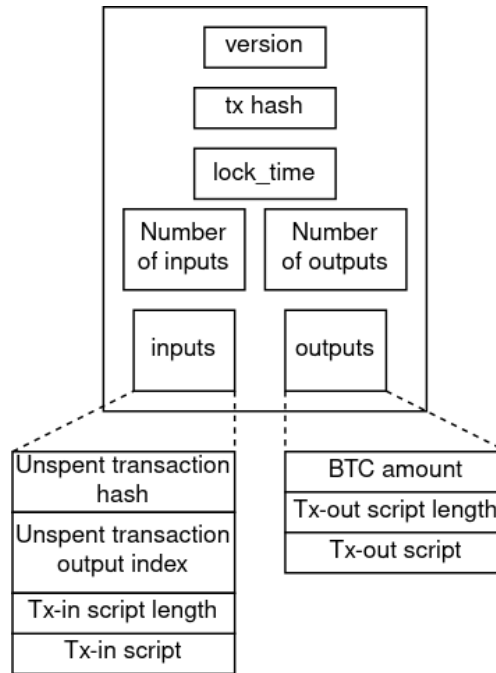 version
tx hash
lock_time
Number
of inputs
Number
of outputs
inputs
outputs
Unspent transaction
hash
Unspent transaction
output index
Tx-in script length
Tx-in script
BTC amount
Tx-out script length
Tx-out script